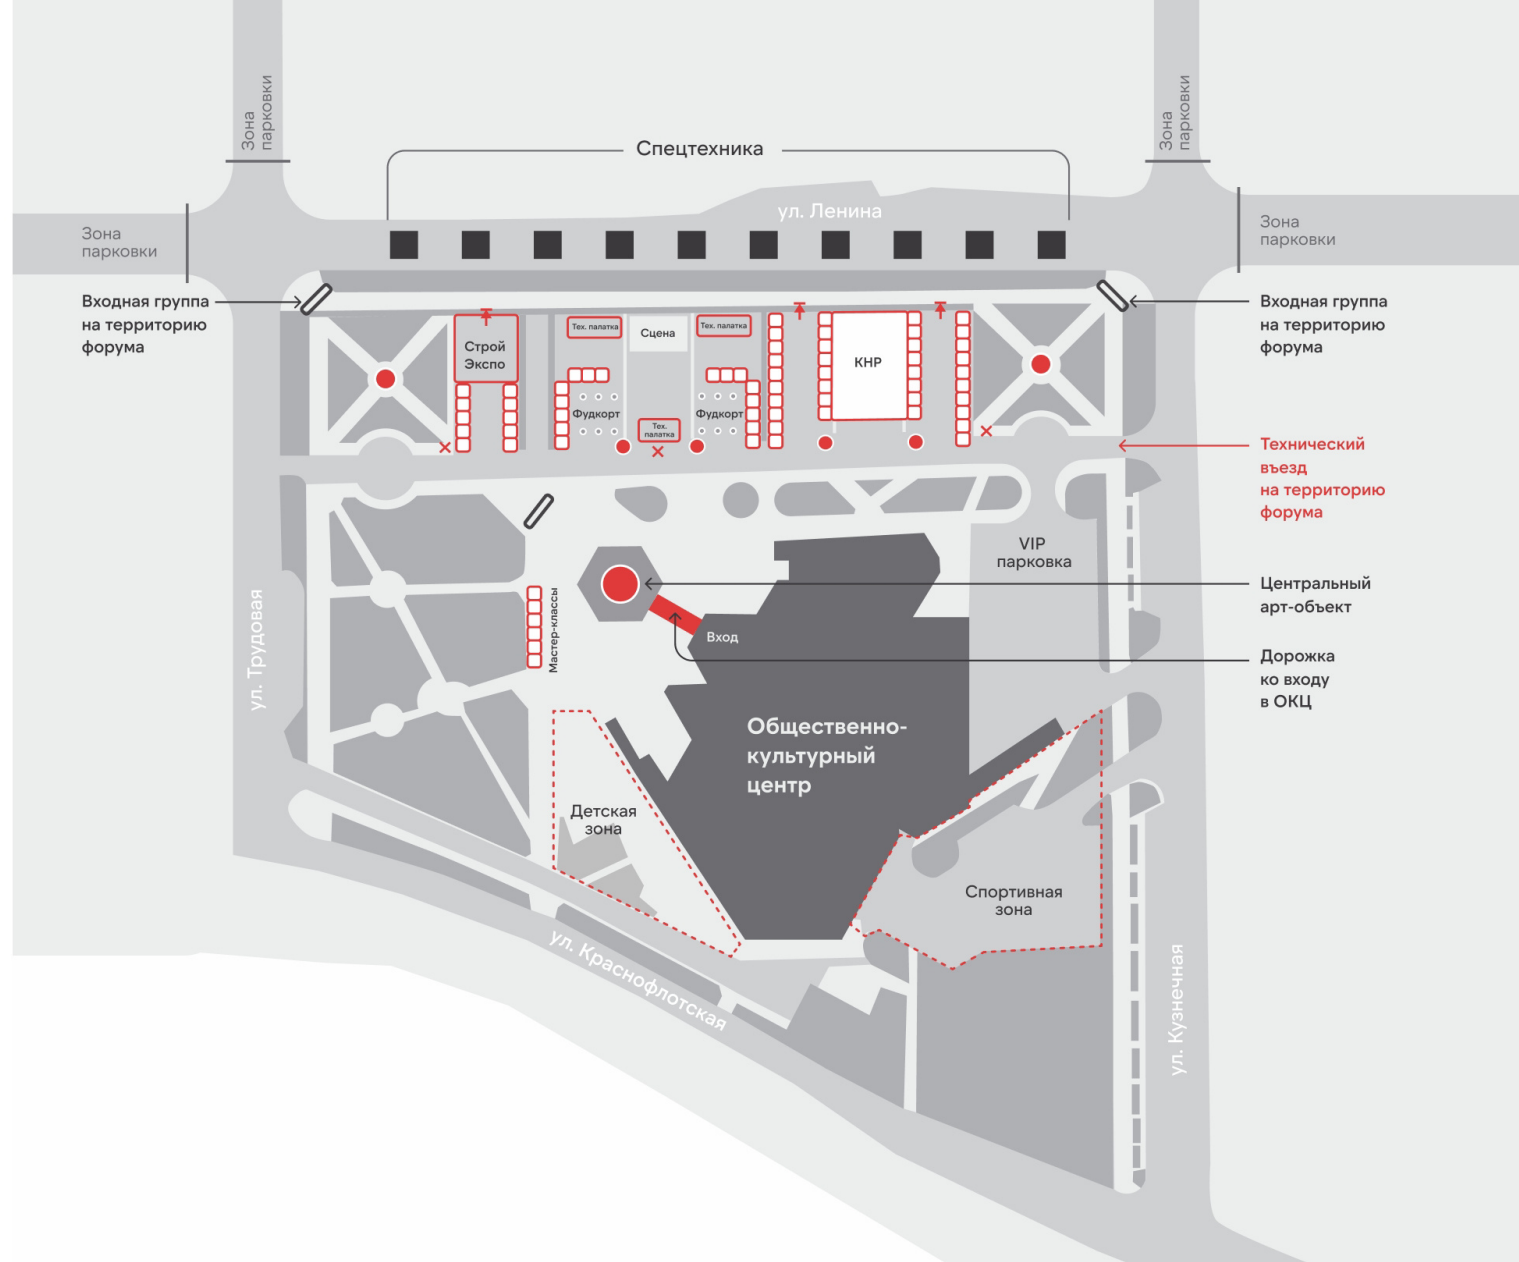 Зона
парковки
Зона
парковки
Спецтехника
ул. Ленина
Зона
парковки
Зона
парковки
Входная группа
на территорию
форума
Входная группа
на территорию
форума
Строй
Экспо
Тех. палатка
Сцена
Тех. палатка
КНР
Фудкорт
Тех.
палатка
Фудкорт
Технический
въезд
на территорию
форума
VIP
парковка
Центральный
арт-объект
Мастер-классы
Вход
Дорожка
ко входу
в ОКЦ
ул. Трудовая
Общественно-
культурный
центр
Детская
зона
Спортивная
зона
ул. Краснофлотская
ул. Кузнечная